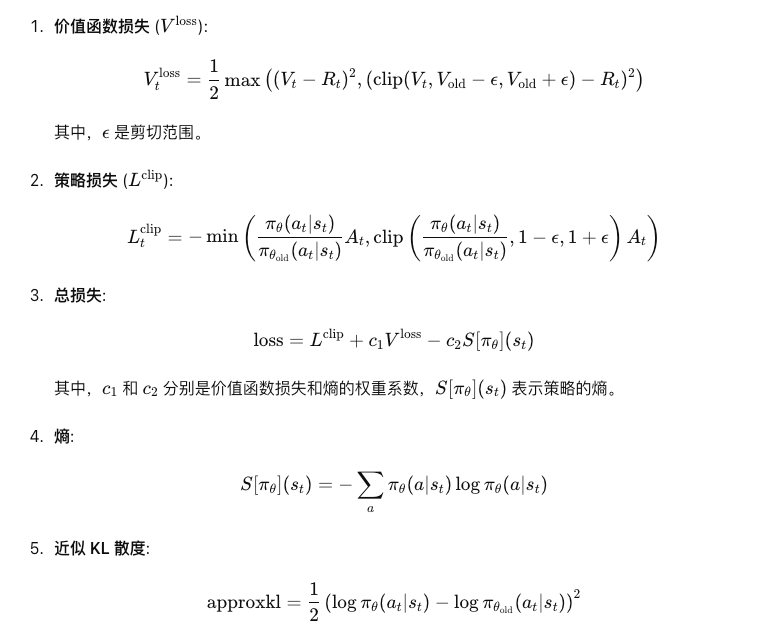 1. 价值函数损失 ($V^{\text{loss}}$):
$V_t^{\text{loss}} = \frac{1}{2} \max \left( (V_t - R_t)^2, (\text{clip}(V_t, V_{\text{old}} - \epsilon, V_{\text{old}} + \epsilon) - R_t)^2 \right)$
其中，$\epsilon$ 是剪切范围。
2. 策略损失 ($L^{\text{clip}}$):
$L_t^{\text{clip}} = -\min \left( \frac{\pi_\theta(a_t|s_t)}{\pi_{\theta_{\text{old}}}(a_t|s_t)} A_t, \text{clip} \left( \frac{\pi_\theta(a_t|s_t)}{\pi_{\theta_{\text{old}}}(a_t|s_t)}, 1 - \epsilon, 1 + \epsilon \right) A_t \right)$
3. 总损失:
$\text{loss} = L^{\text{clip}} + c_1 V^{\text{loss}} - c_2 S[\pi_\theta](s_t)$
其中，$c_1$ 和 $c_2$ 分别是价值函数损失和熵的权重系数，$S[\pi_\theta](s_t)$ 表示策略的熵。
4. 熵:
$S[\pi_\theta](s_t) = -\sum_a \pi_\theta(a|s_t) \log \pi_\theta(a|s_t)$
5. 近似 KL 散度:
$\text{approxkl} = \frac{1}{2} \left( \log \pi_\theta(a_t|s_t) - \log \pi_{\theta_{\text{old}}}(a_t|s_t) \right)^2$